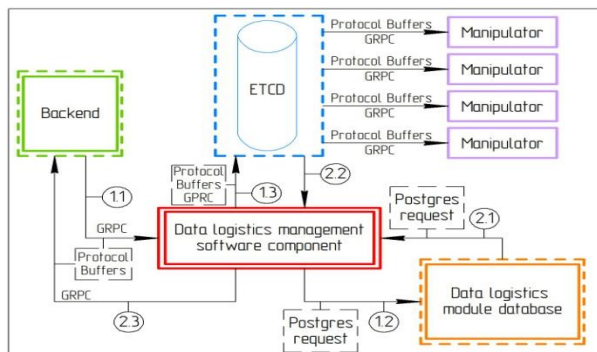 Protocol Buffers
GRPC
Manipulator
Protocol Buffers
GRPC
Manipulator
Protocol Buffers
GRPC
Manipulator
Protocol Buffers
GRPC
Manipulator
ETCD
Backend
1.1
Protocol
Buffers
GPRC
1.3
2.2
GRPC
Protocol
Buffers
Data logistics management
software component
Postgres
request
2.1
GRPC
2.3
Postgres
request
1.2
Data logistics
module database